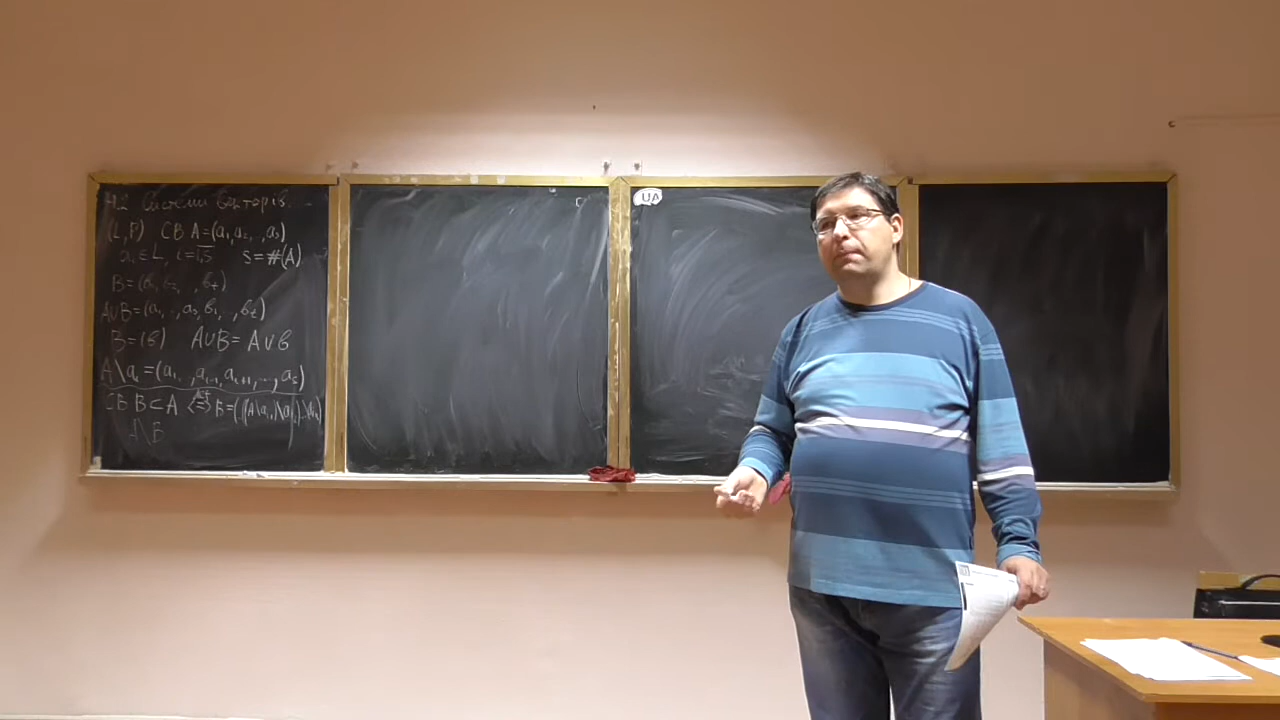 4.2 Системи векторів.
(L, P) СВ A=(a₁,a₂,...,aₛ)
aᵢ∈L, i=1,s s=#(A)
B=(b₁,b₂,...,bₜ)
A∪B=(a₁,...,aₛ,b₁,...,bₜ)
B=(b) A∪B=A∪b
A\aᵢ=(a₁...,aᵢ₋₁,aᵢ₊₁,...,aₛ)
СВ B⊂A ⇔ B=(((A\a
A\B
UA